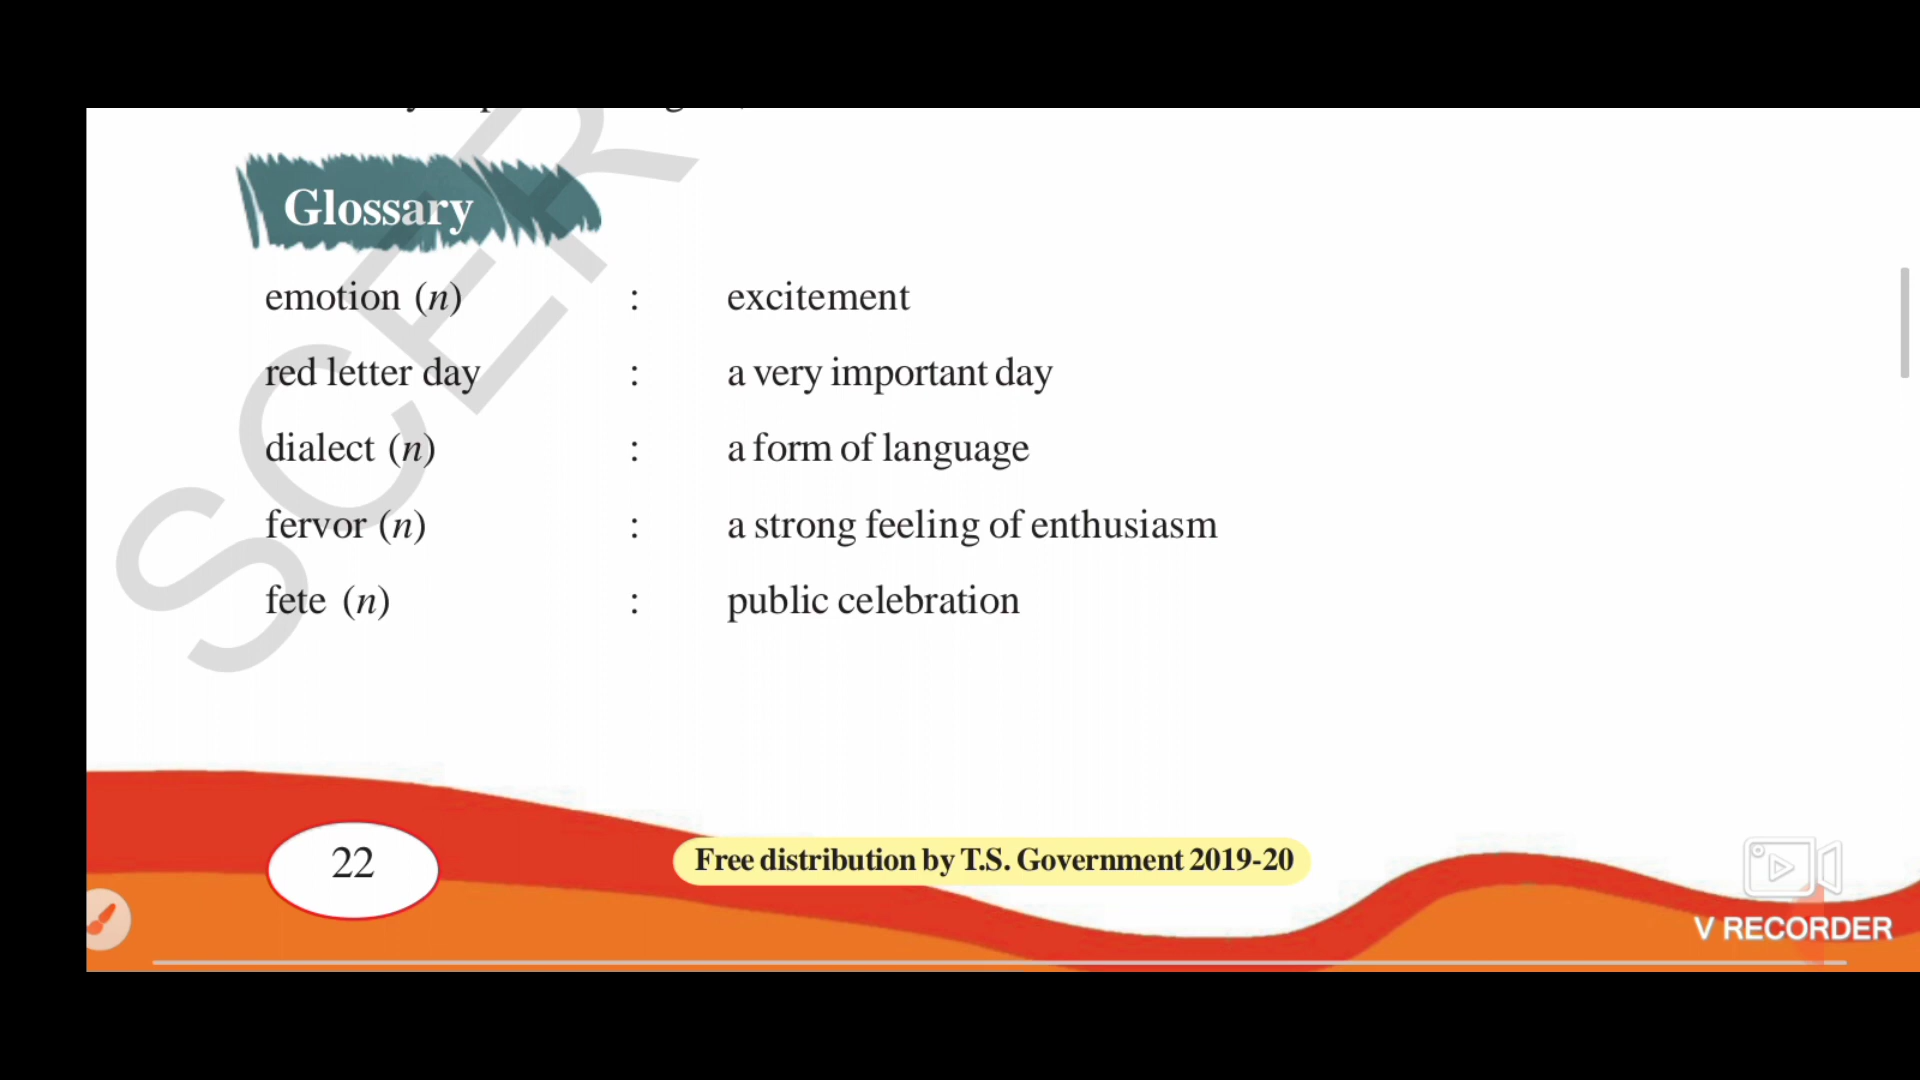 Glossary
emotion (n) : excitement
red letter day : a very important day
dialect (n) : a form of language
fervor (n) : a strong feeling of enthusiasm
fete (n) : public celebration
SCER
22
Free distribution by T.S. Government 2019-20
V RECORDER